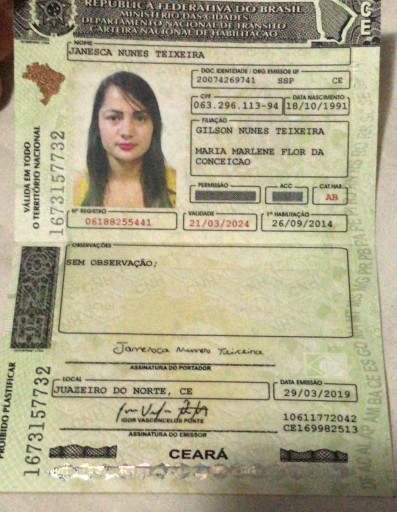 REPÚBLICA FEDERATIVA DO BRASIL
MINISTÉRIO DAS CIDADES
DEPARTAMENTO NACIONAL DE TRÂNSITO
CARTEIRA NACIONAL DE HABILITAÇÃO
CE
NOME
JANESCA NUNES TEIXEIRA
DOC. IDENTIDADE / ORG. EMISSOR UF
20074269741 SSP CE
CPF
063.296.113-94
DATA NASCIMENTO
18/10/1991
FILIAÇÃO
GILSON NUNES TEIXEIRA
MARIA MARLENE FLOR DA
CONCEICAO
PERMISSÃO
ACC
CAT.HAB.
AB
Nº REGISTRO
06188255441
VALIDADE
21/03/2024
1ª HABILITAÇÃO
26/09/2014
VÁLIDA EM TODO
O TERRITÓRIO NACIONAL
1673157732
OBSERVAÇÕES
SEM OBSERVAÇÃO;
Janesca Nunes Teixeira
ASSINATURA DO PORTADOR
LOCAL
JUAZEIRO DO NORTE, CE
DATA EMISSÃO
29/03/2019
IGOR VASCONCELOS PONTE
ASSINATURA DO EMISSOR
10611772042
CE169982513
PROIBIDO PLASTIFICAR
1673157732
CEARÁ